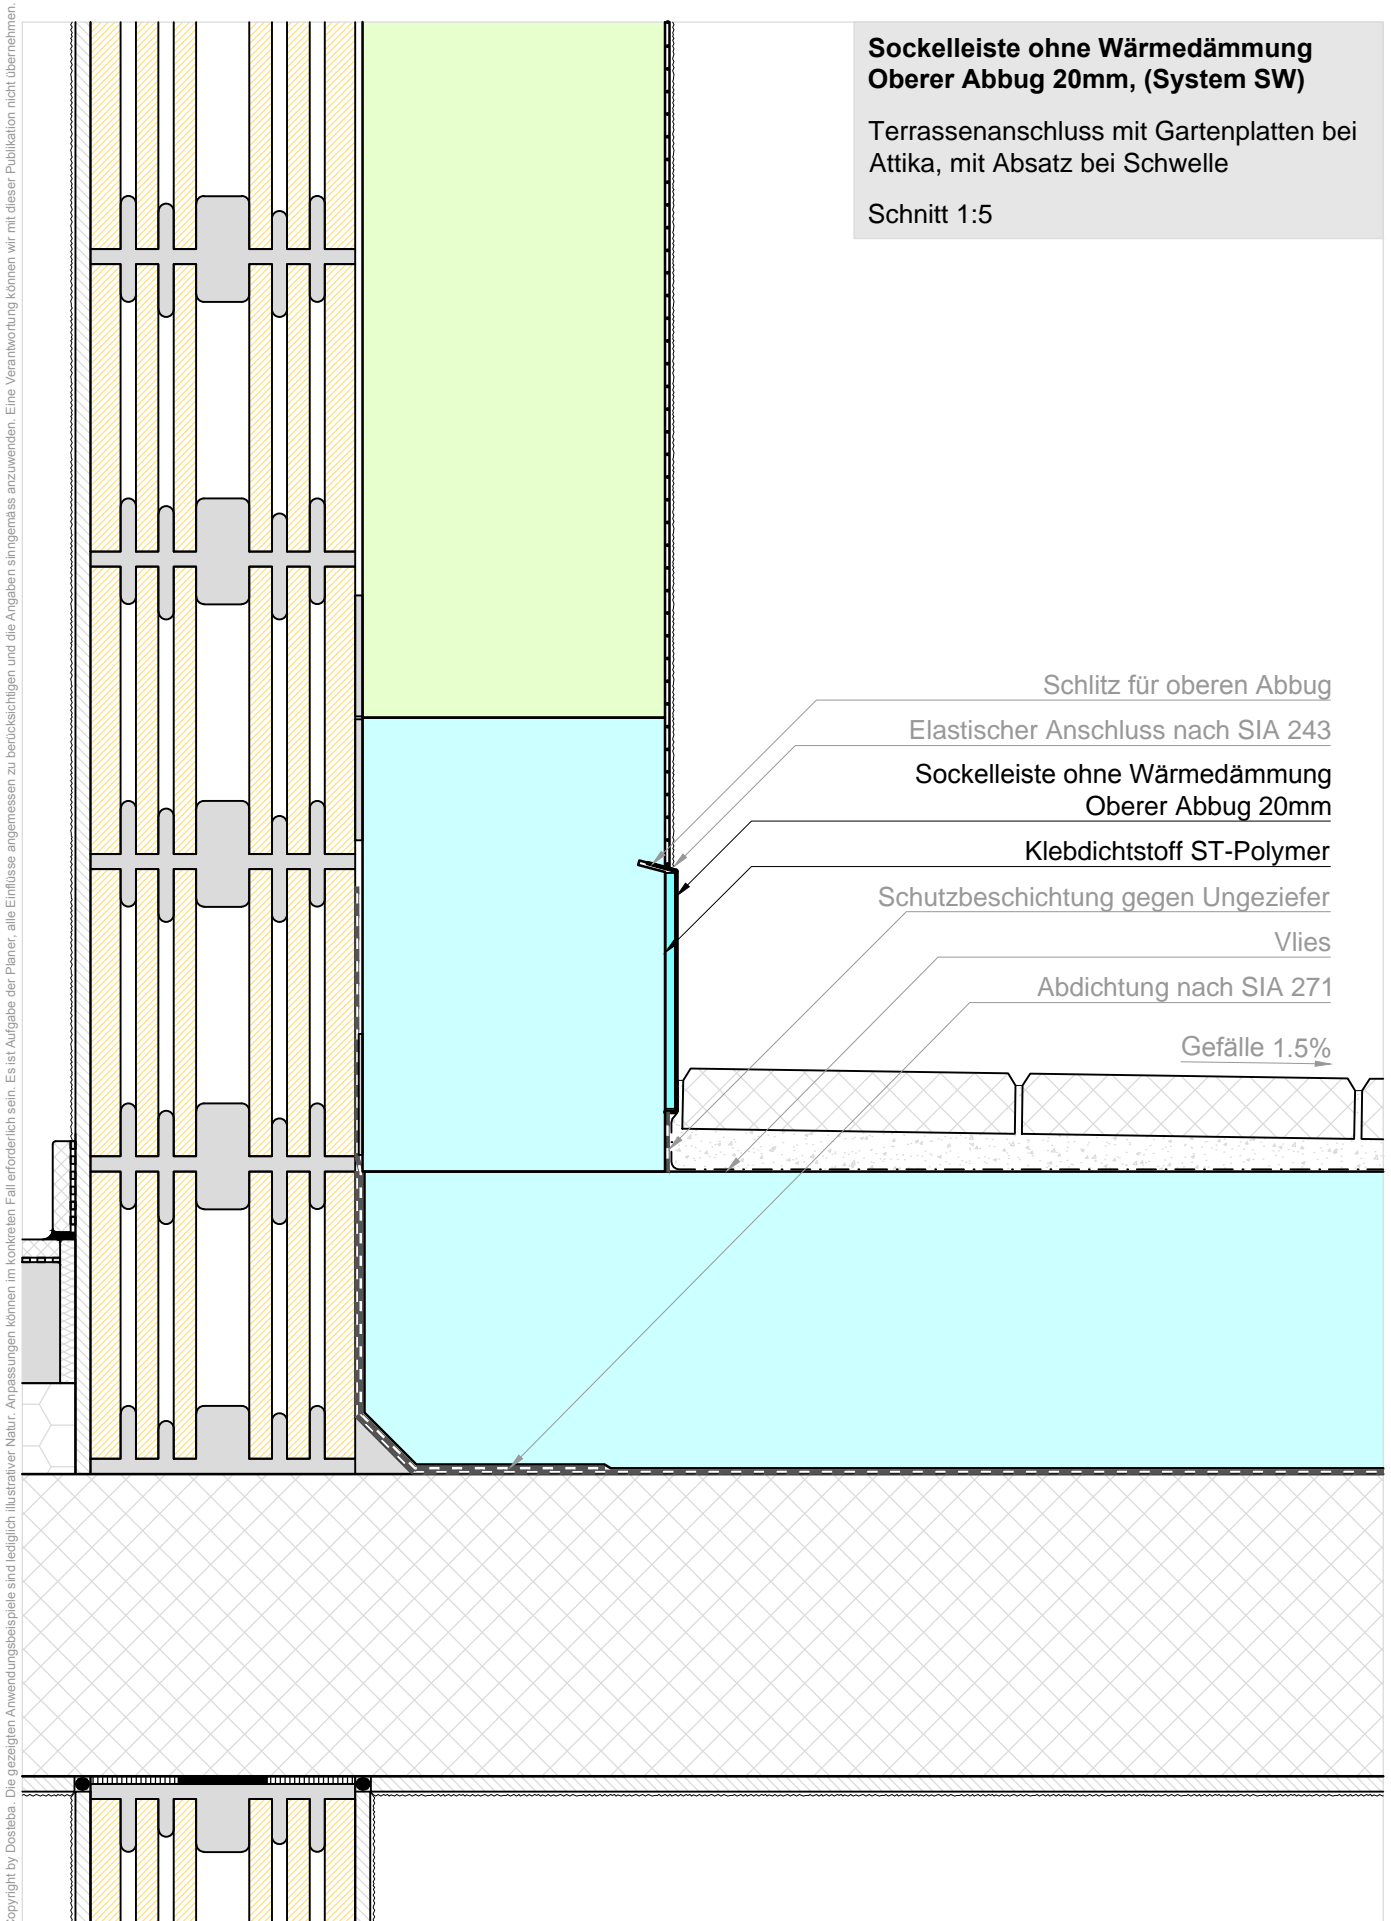 Sockelleiste ohne Wärmedämmung
Oberer Abbug 20mm, (System SW)
Terrassenanschluss mit Gartenplatten bei
Attika, mit Absatz bei Schwelle
Schnitt 1:5
Schlitz für oberen Abbug
Elastischer Anschluss nach SIA 243
Sockelleiste ohne Wärmedämmung
Oberer Abbug 20mm
Klebdichtstoff ST-Polymer
Schutzbeschichtung gegen Ungeziefer
Vlies
Abdichtung nach SIA 271
Gefälle 1.5%
Copyright by Dosteba. Die gezeigten Anwendungsbeispiele sind lediglich illustrativer Natur. Anpassungen können im konkreten Fall erforderlich sein. Es ist Aufgabe der Planer, alle Einflüsse angemessen zu berücksichtigen und die Angaben sinngemäss anzuwenden. Eine Verantwortung können wir mit dieser Publikation nicht übernehmen.